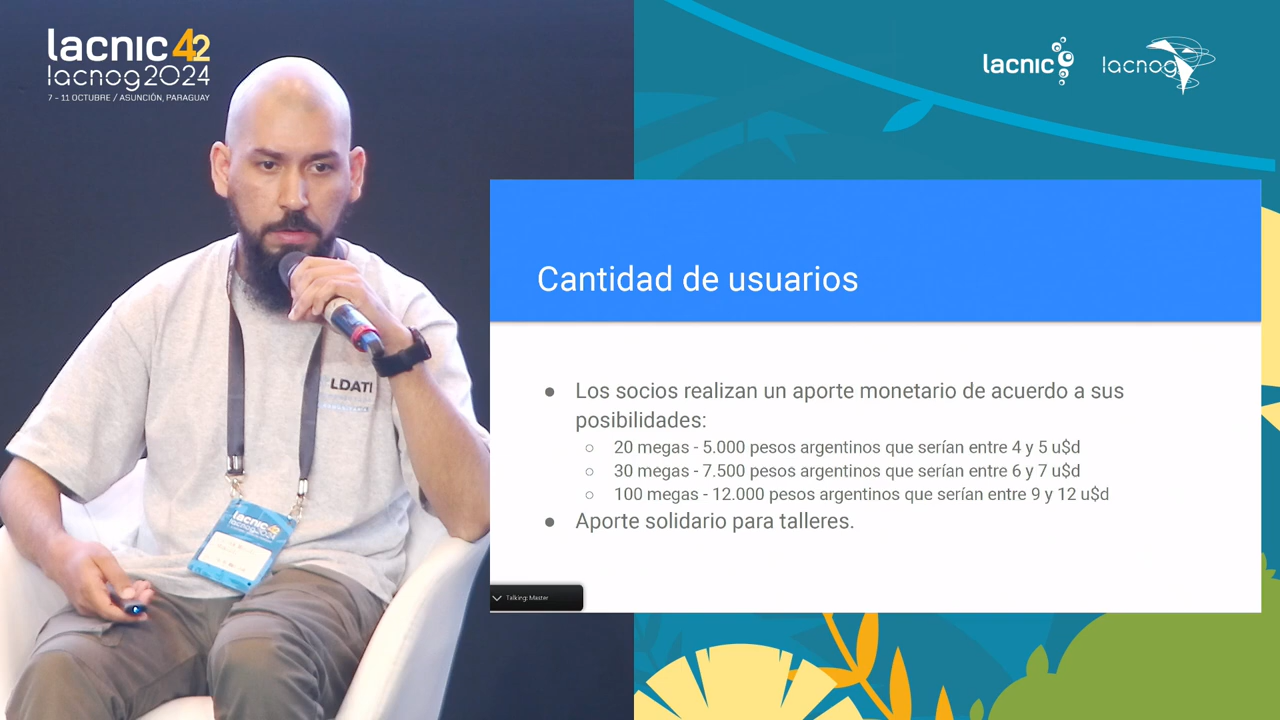 lacnic 42
lacnog2024
7 - 11 OCTUBRE / ASUNCIÓN, PARAGUAY
lacnic
lacnog
Cantidad de usuarios
● Los socios realizan un aporte monetario de acuerdo a sus
posibilidades:
○ 20 megas - 5.000 pesos argentinos que serían entre 4 y 5 u$d
○ 30 megas - 7.500 pesos argentinos que serían entre 6 y 7 u$d
○ 100 megas - 12.000 pesos argentinos que serían entre 9 y 12 u$d
● Aporte solidario para talleres.
Talking: Master
LDATI
lacnic42
lacnog2024